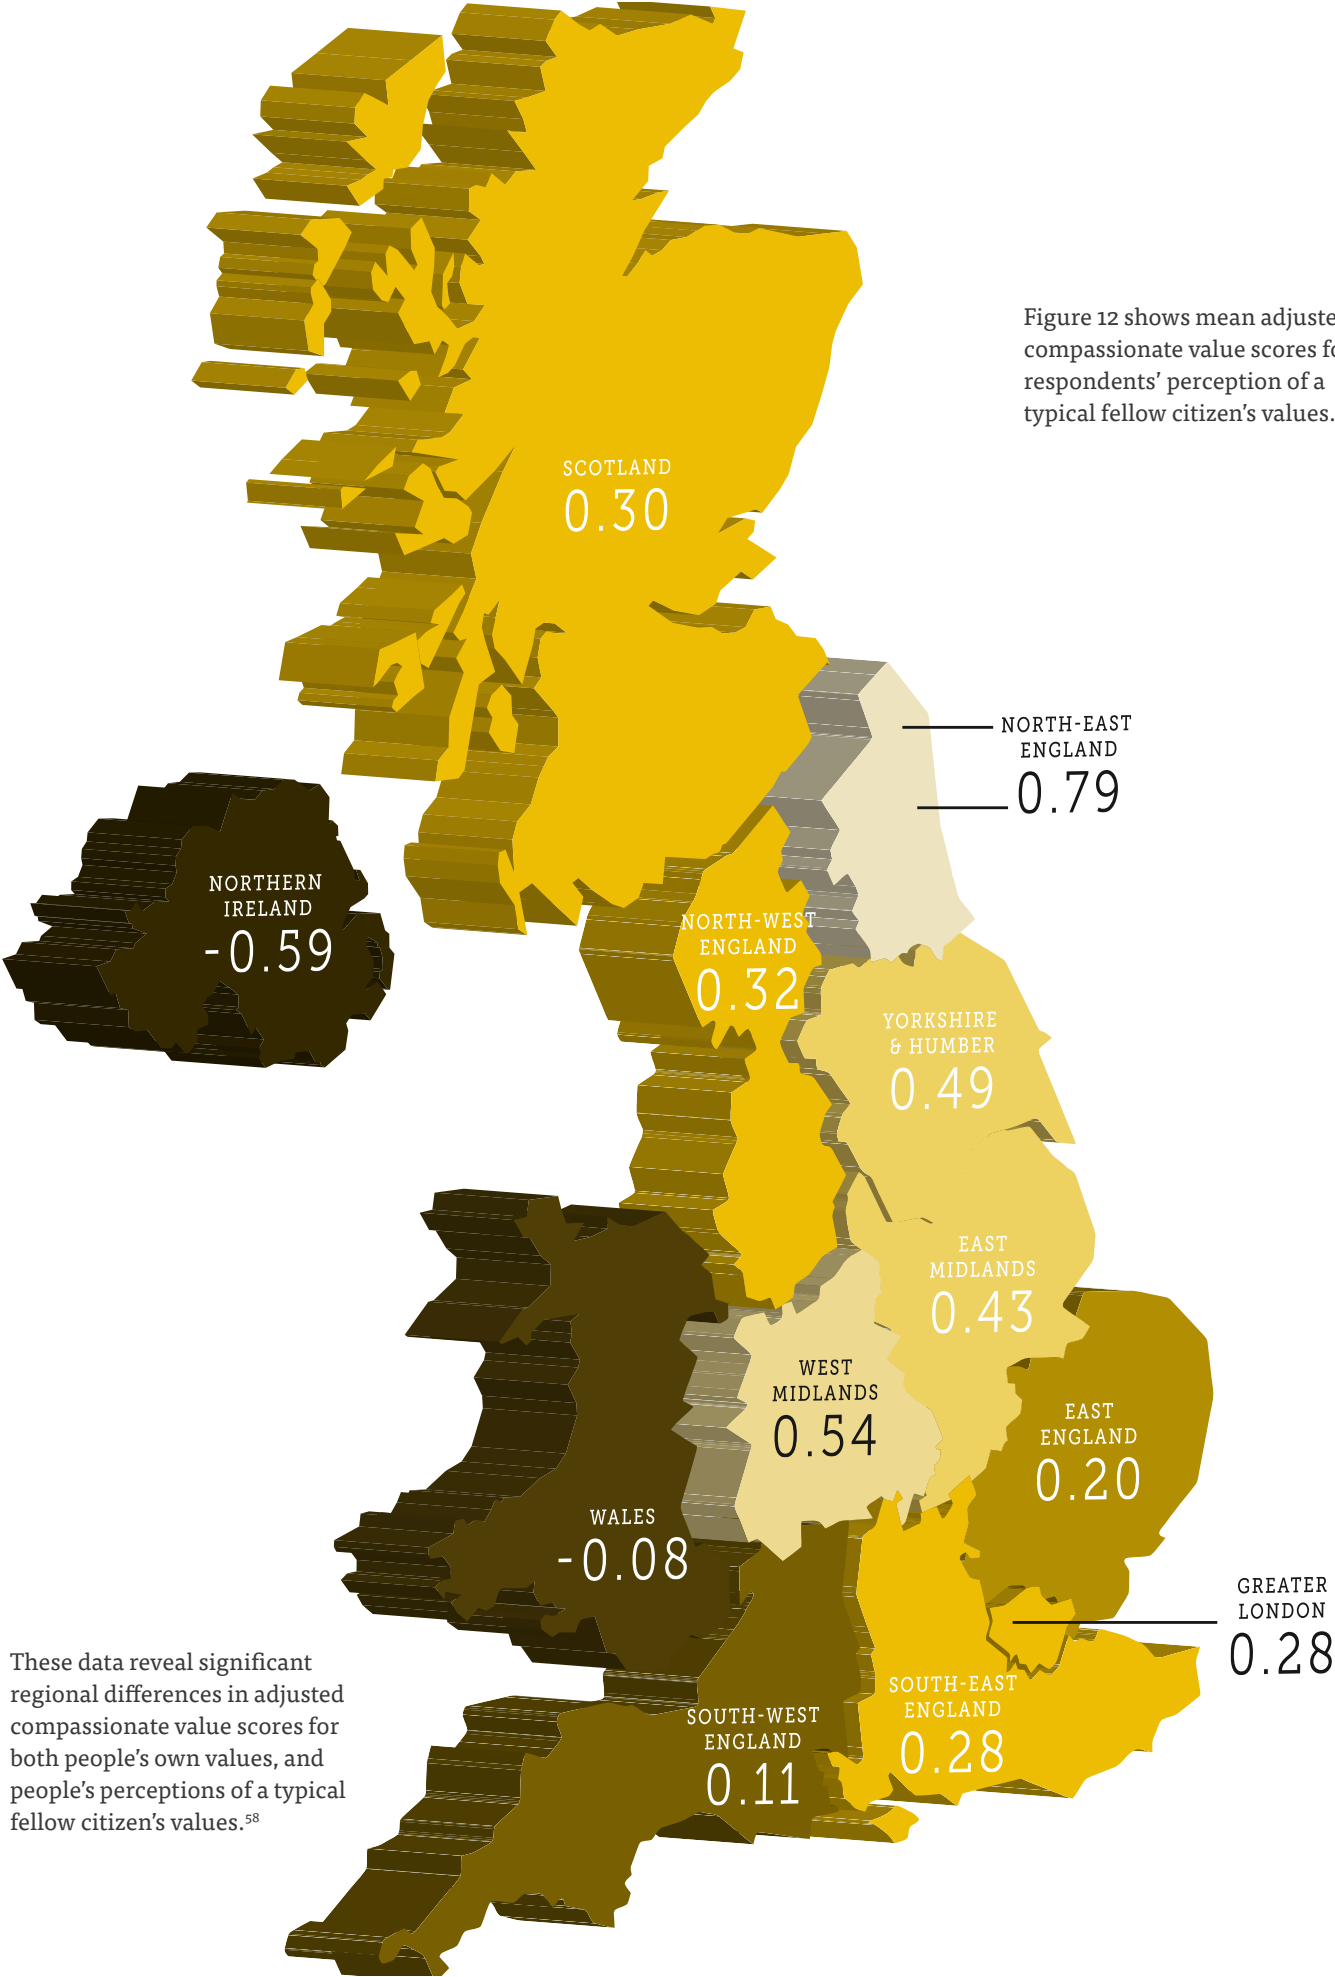 Figure 12 shows mean adjuste
compassionate value scores fo
respondents’ perception of a
typical fellow citizen’s values.
SCOTLAND
0.30
NORTH-EAST
ENGLAND
0.79
NORTHERN
IRELAND
-0.59
NORTH-WEST
ENGLAND
0.32
YORKSHIRE
& HUMBER
0.49
EAST
MIDLANDS
0.43
WEST
MIDLANDS
0.54
EAST
ENGLAND
0.20
WALES
-0.08
GREATER
LONDON
0.28
These data reveal significant
regional differences in adjusted
compassionate value scores for
both people’s own values, and
people’s perceptions of a typical
fellow citizen’s values.⁵⁸
SOUTH-EAST
ENGLAND
0.28
SOUTH-WEST
ENGLAND
0.11